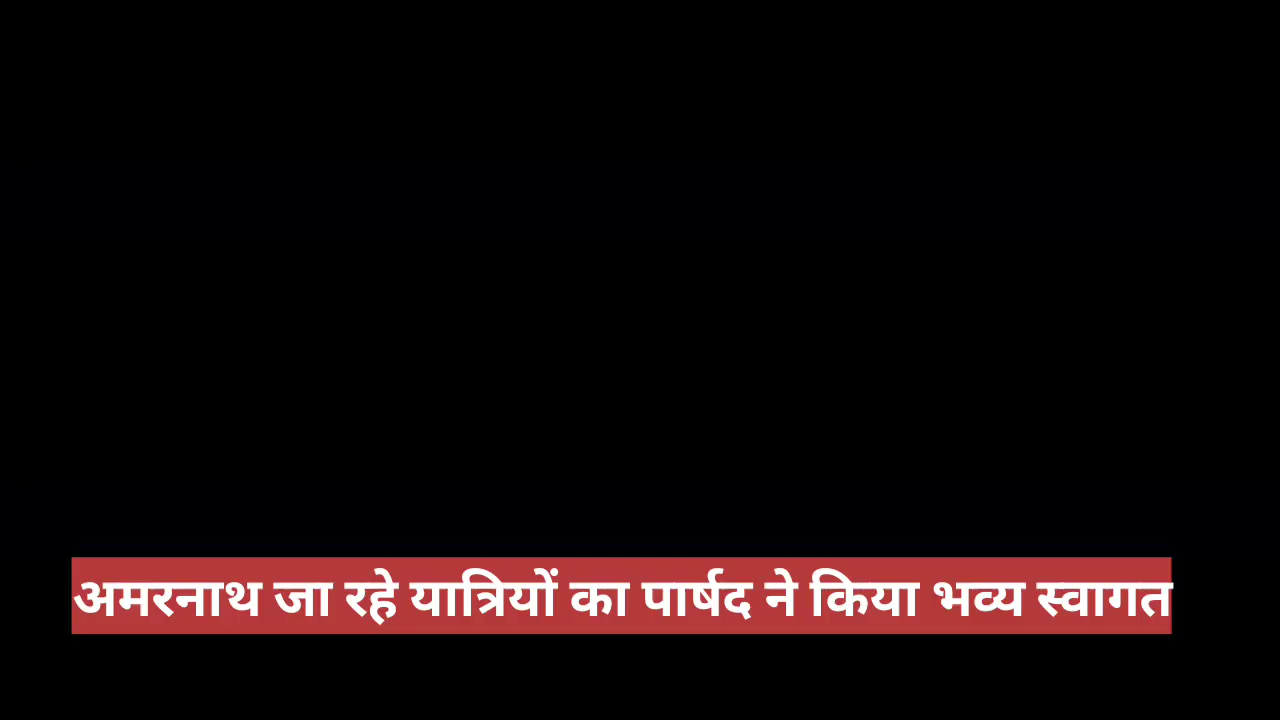 अमरनाथ जा रहे यात्रियों का पार्षद ने किया भव्य स्वागत